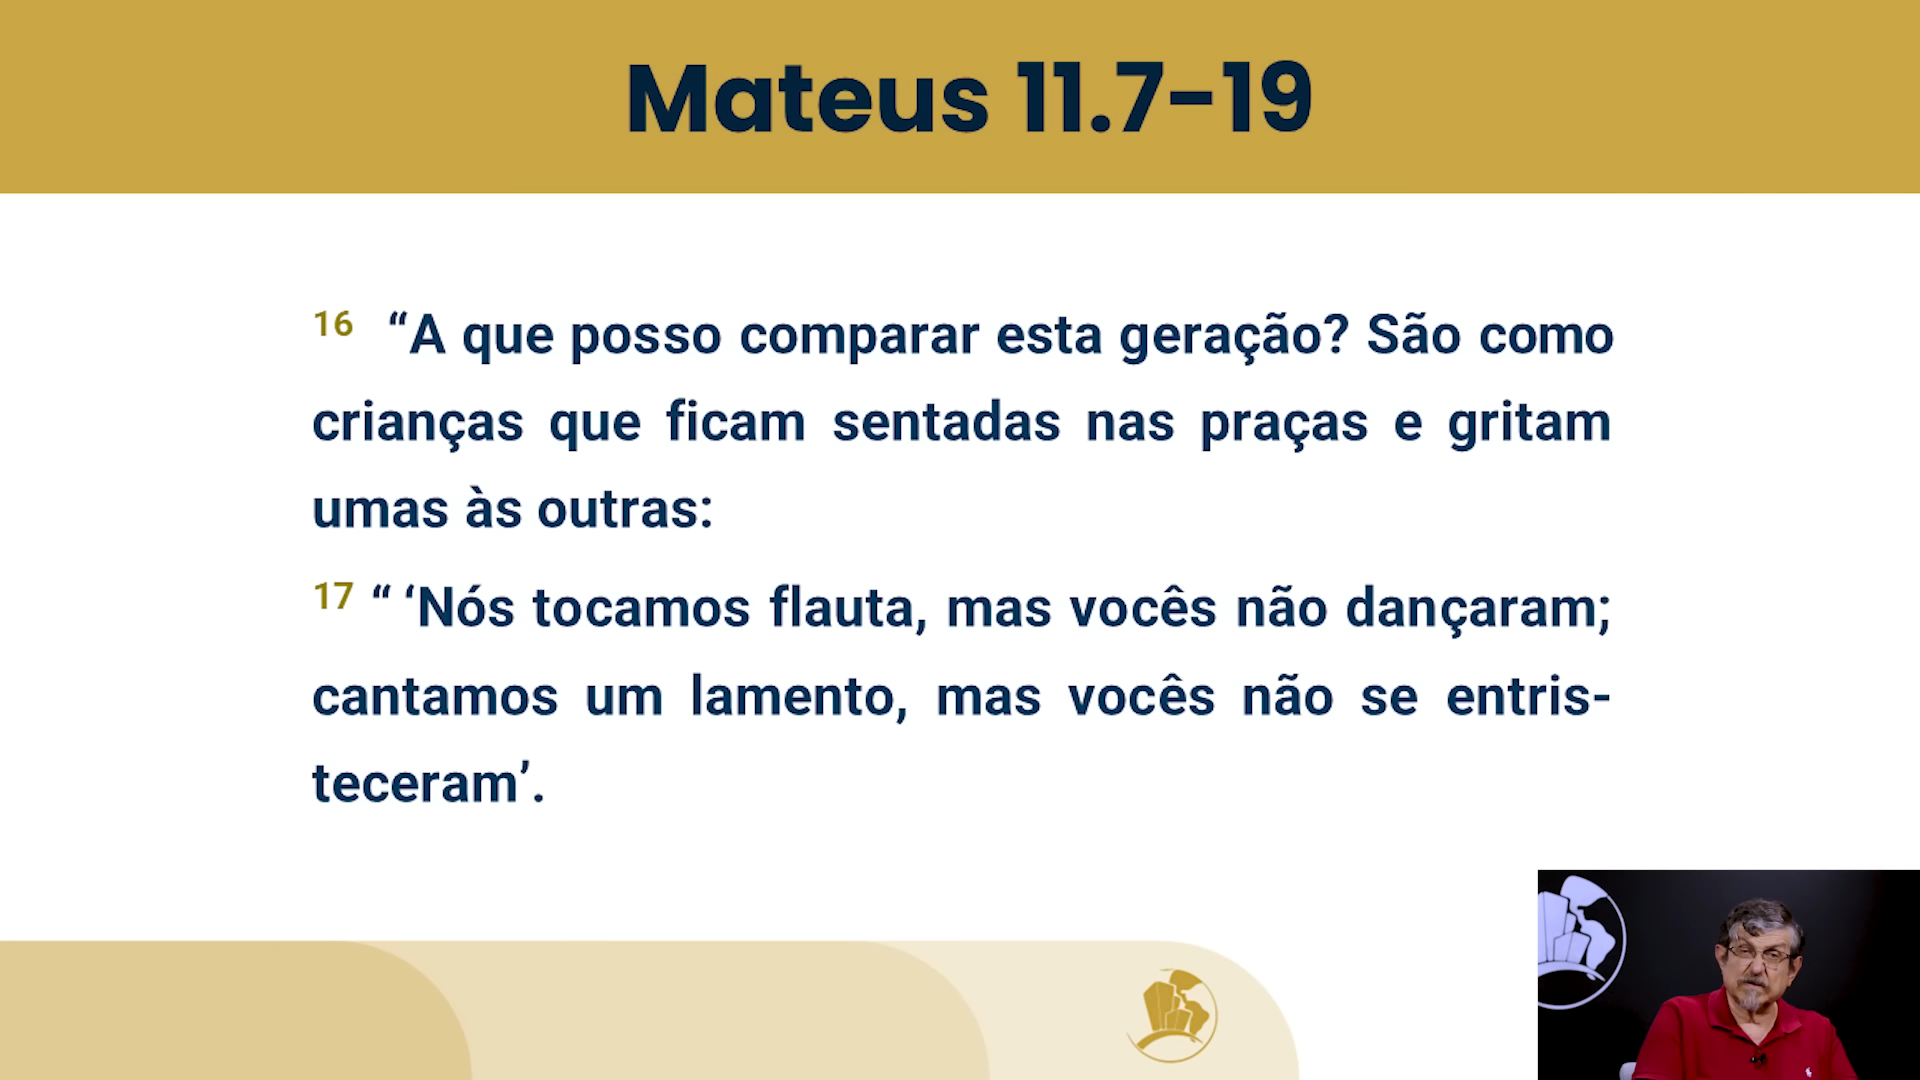 Mateus 11.7-19
16 “A que posso comparar esta geração? São como
crianças que ficam sentadas nas praças e gritam
umas às outras:
17 “ ‘Nós tocamos flauta, mas vocês não dançaram;
cantamos um lamento, mas vocês não se entris-
teceram’.